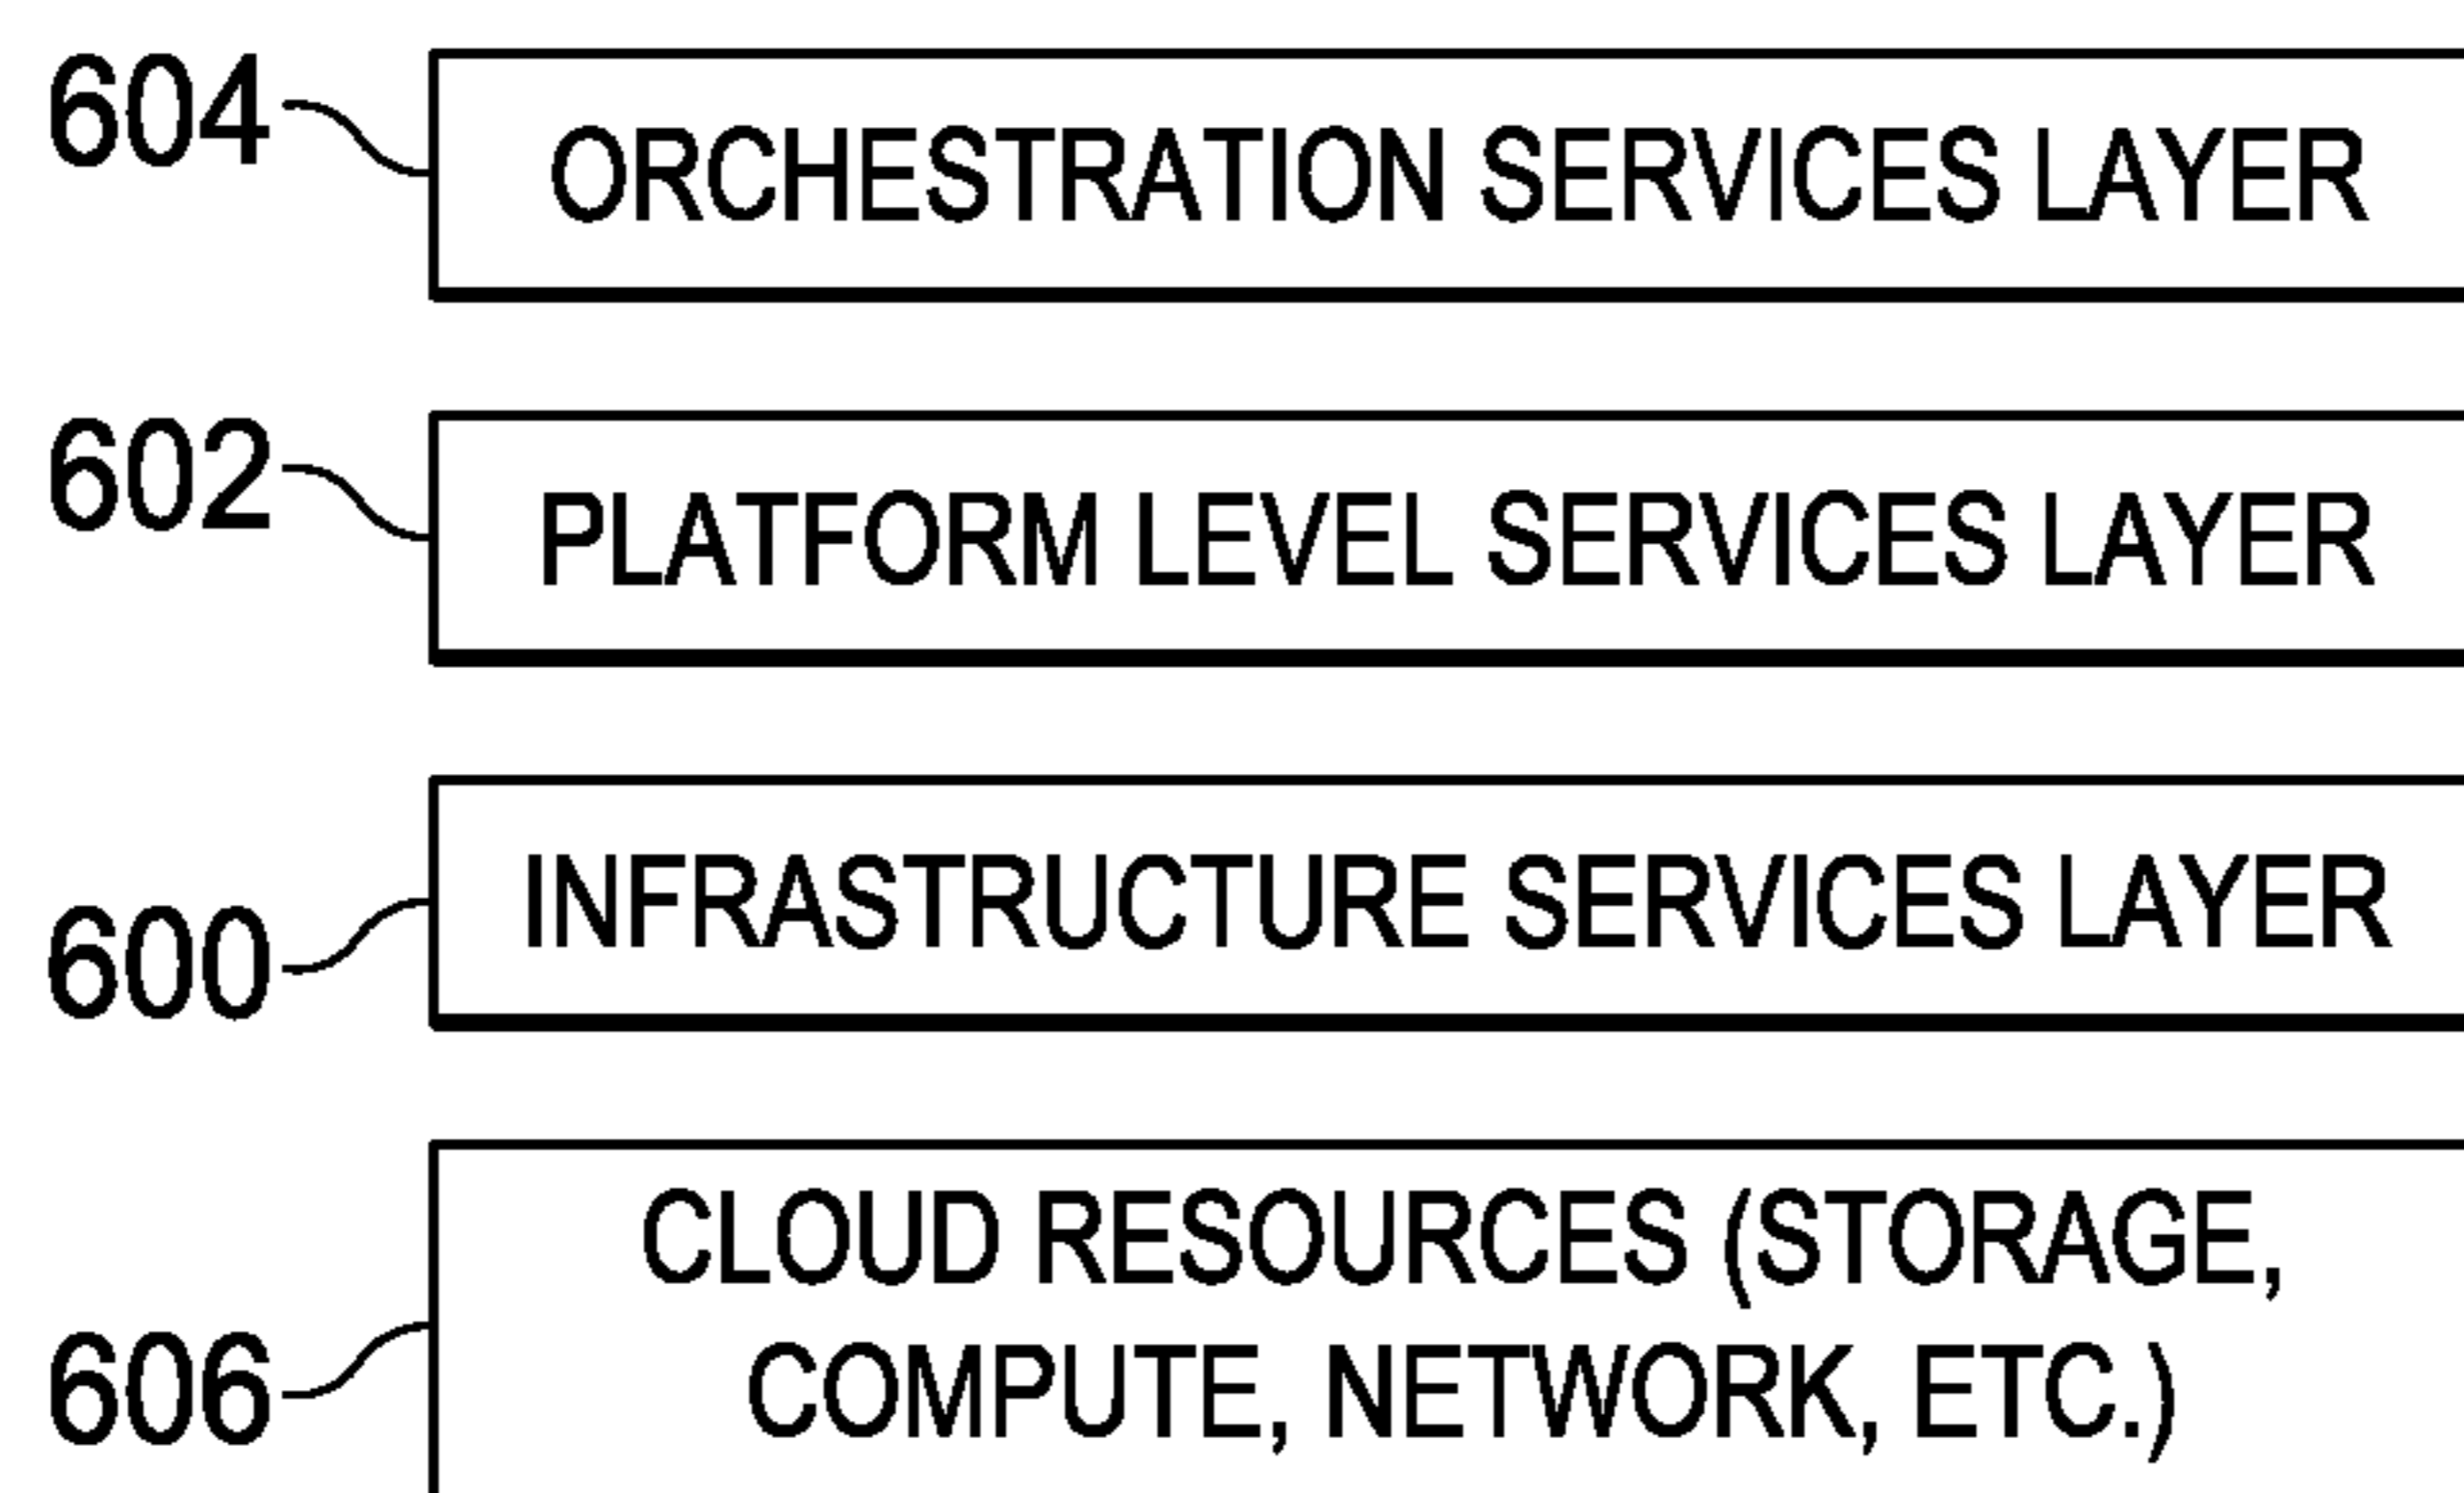 604 ORCHESTRATION SERVICES LAYER
602 PLATFORM LEVEL SERVICES LAYER
600 INFRASTRUCTURE SERVICES LAYER
606 CLOUD RESOURCES (STORAGE,
COMPUTE, NETWORK, ETC.)